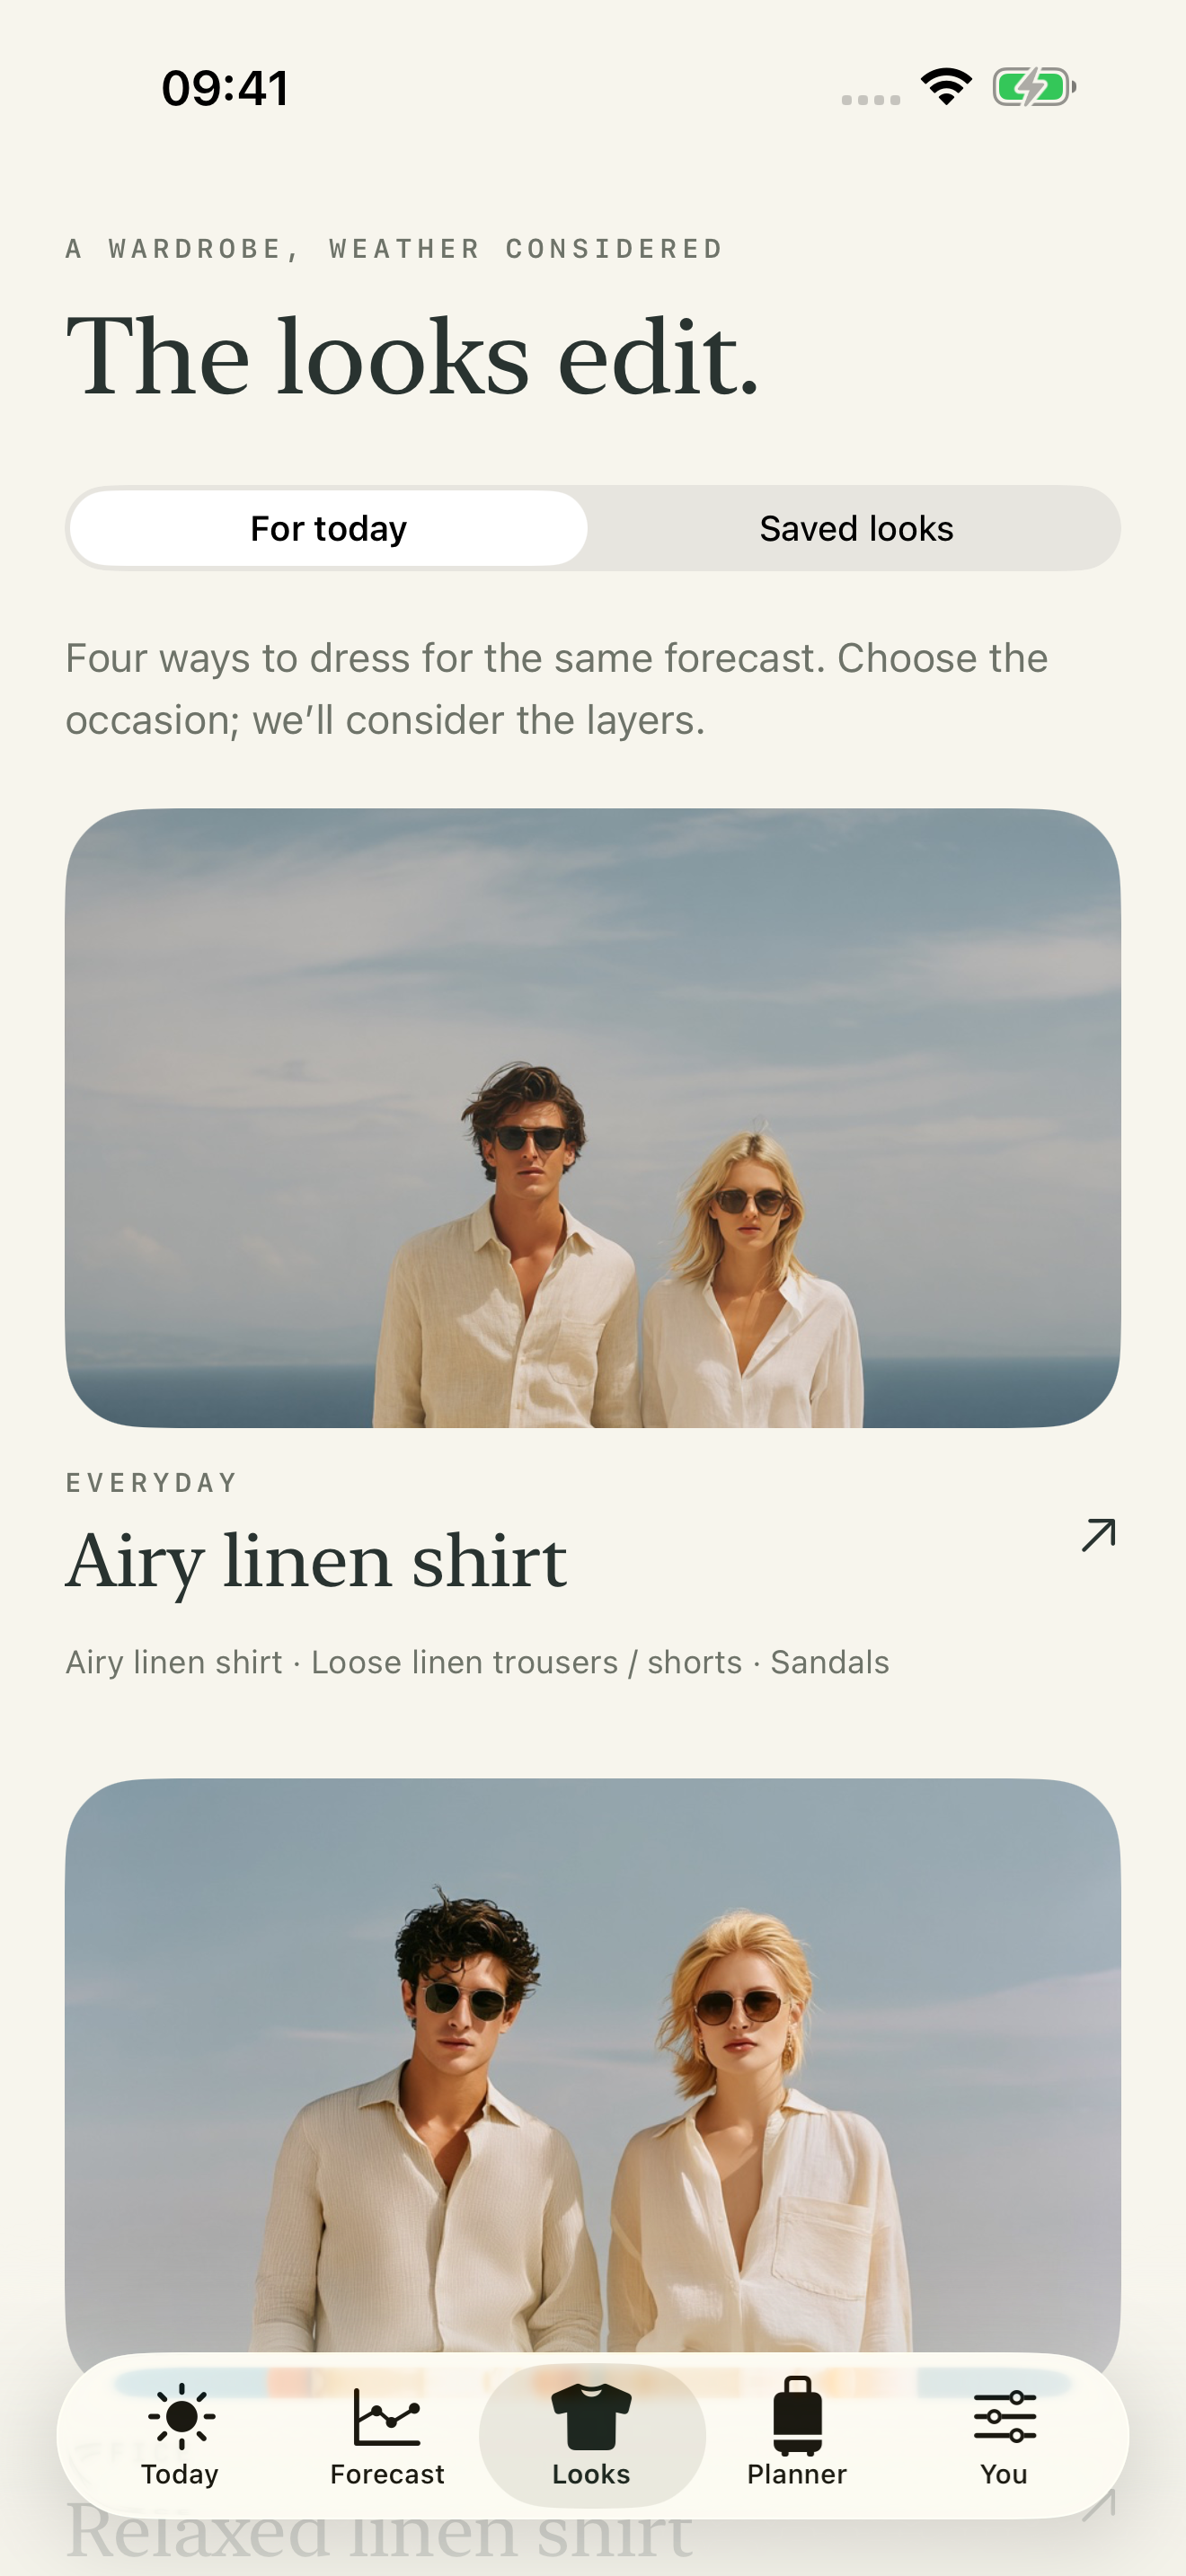 09:41
A WARDROBE, WEATHER CONSIDERED
The looks edit.
For today
Saved looks
Four ways to dress for the same forecast. Choose the
occasion; we’ll consider the layers.
EVERYDAY
Airy linen shirt
Airy linen shirt · Loose linen trousers / shorts · Sandals
Today
Forecast
Looks
Planner
You
Relaxed linen shirt